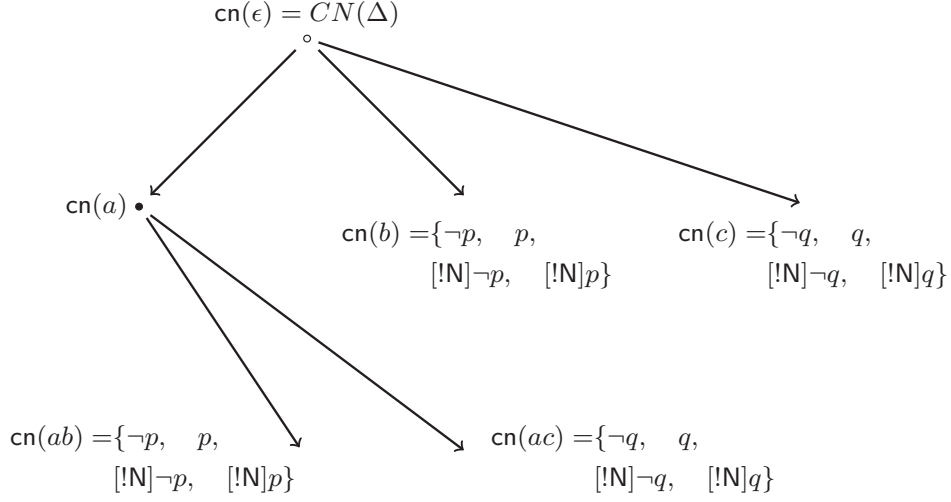 cn(ϵ) = CN(Δ)
cn(a)
cn(b) ={¬p, p,
[!N]¬p, [!N]p}
cn(c) ={¬q, q,
[!N]¬q, [!N]q}
cn(ab) ={¬p, p,
[!N]¬p, [!N]p}
cn(ac) ={¬q, q,
[!N]¬q, [!N]q}